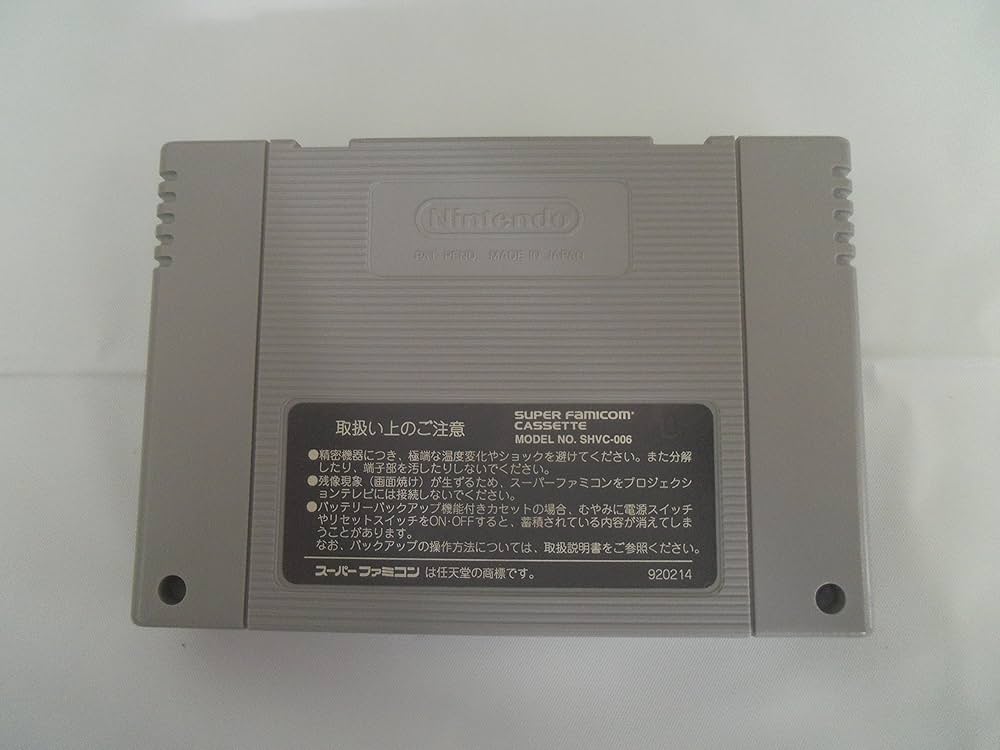 Nintendo
PAT. PEND. MADE IN JAPAN
取扱い上のご注意
SUPER FAMICOM
CASSETTE
MODEL NO. SHVC-006
●精密機器につき、極端な温度変化やショックを避けてください。また分解
したり、端子部を汚したりしないでください。
●残像現象（画面焼け）が生ずるため、スーパーファミコンをプロジェクシ
ョンテレビには接続しないでください。
●バッテリーバックアップ機能付きカセットの場合、むやみに電源スイッチ
やリセットスイッチをON・OFFすると、蓄積されている内容が消えてしま
うことがあります。
なお、バックアップの操作方法については、取扱説明書をご参照ください。
スーパーファミコン は任天堂の商標です。
920214